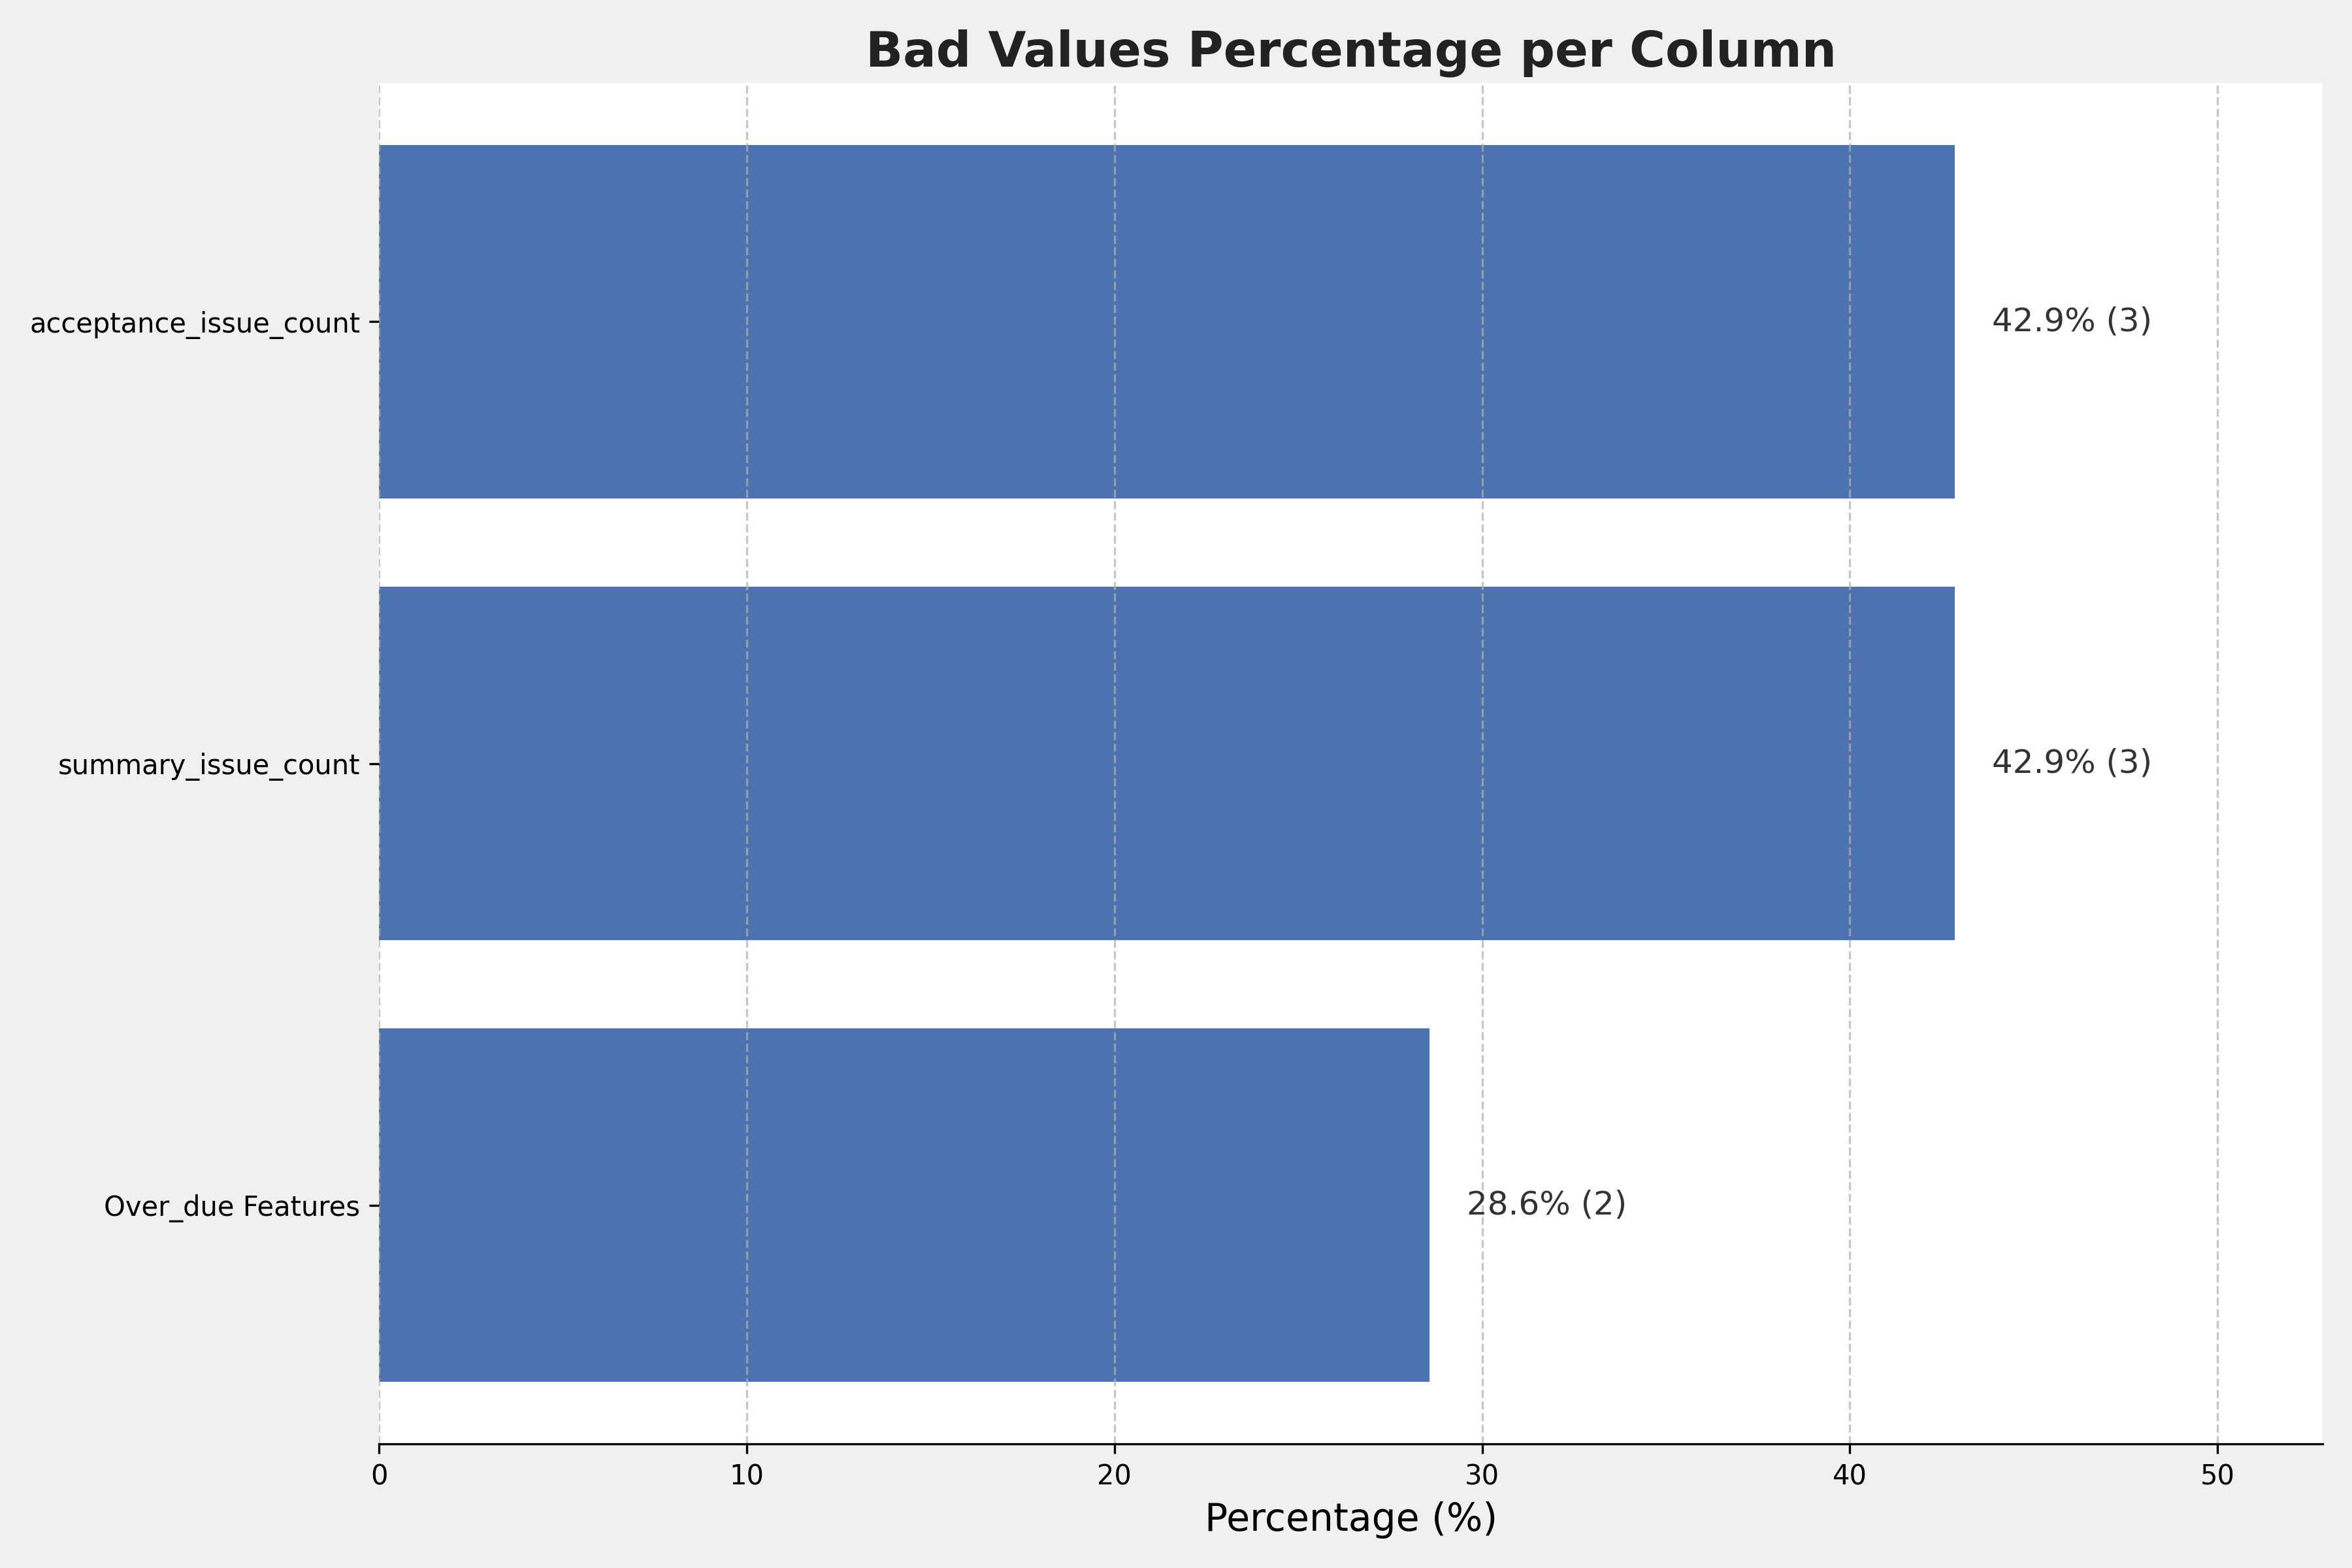 Bad Values Percentage per Column
acceptance_issue_count
42.9% (3)
summary_issue_count
42.9% (3)
Over_due Features
28.6% (2)
0 10 20 30 40 50
Percentage (%)